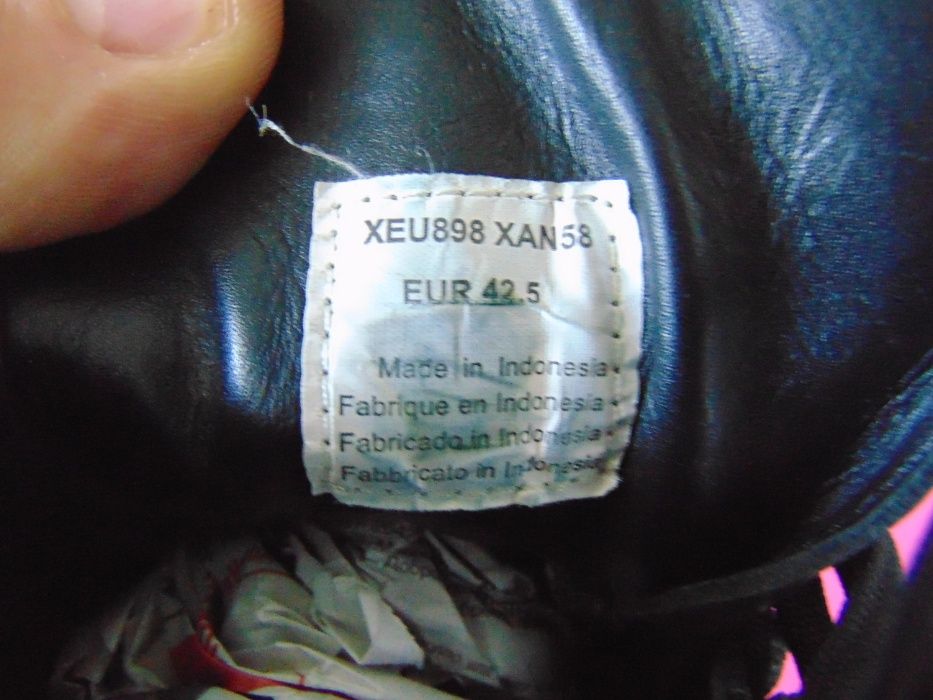 XEU898 XAN58
EUR 42.5
Made in Indonesia
Fabrique en Indonesia
Fabricado in Indonesia
Fabbricato in Indonesia